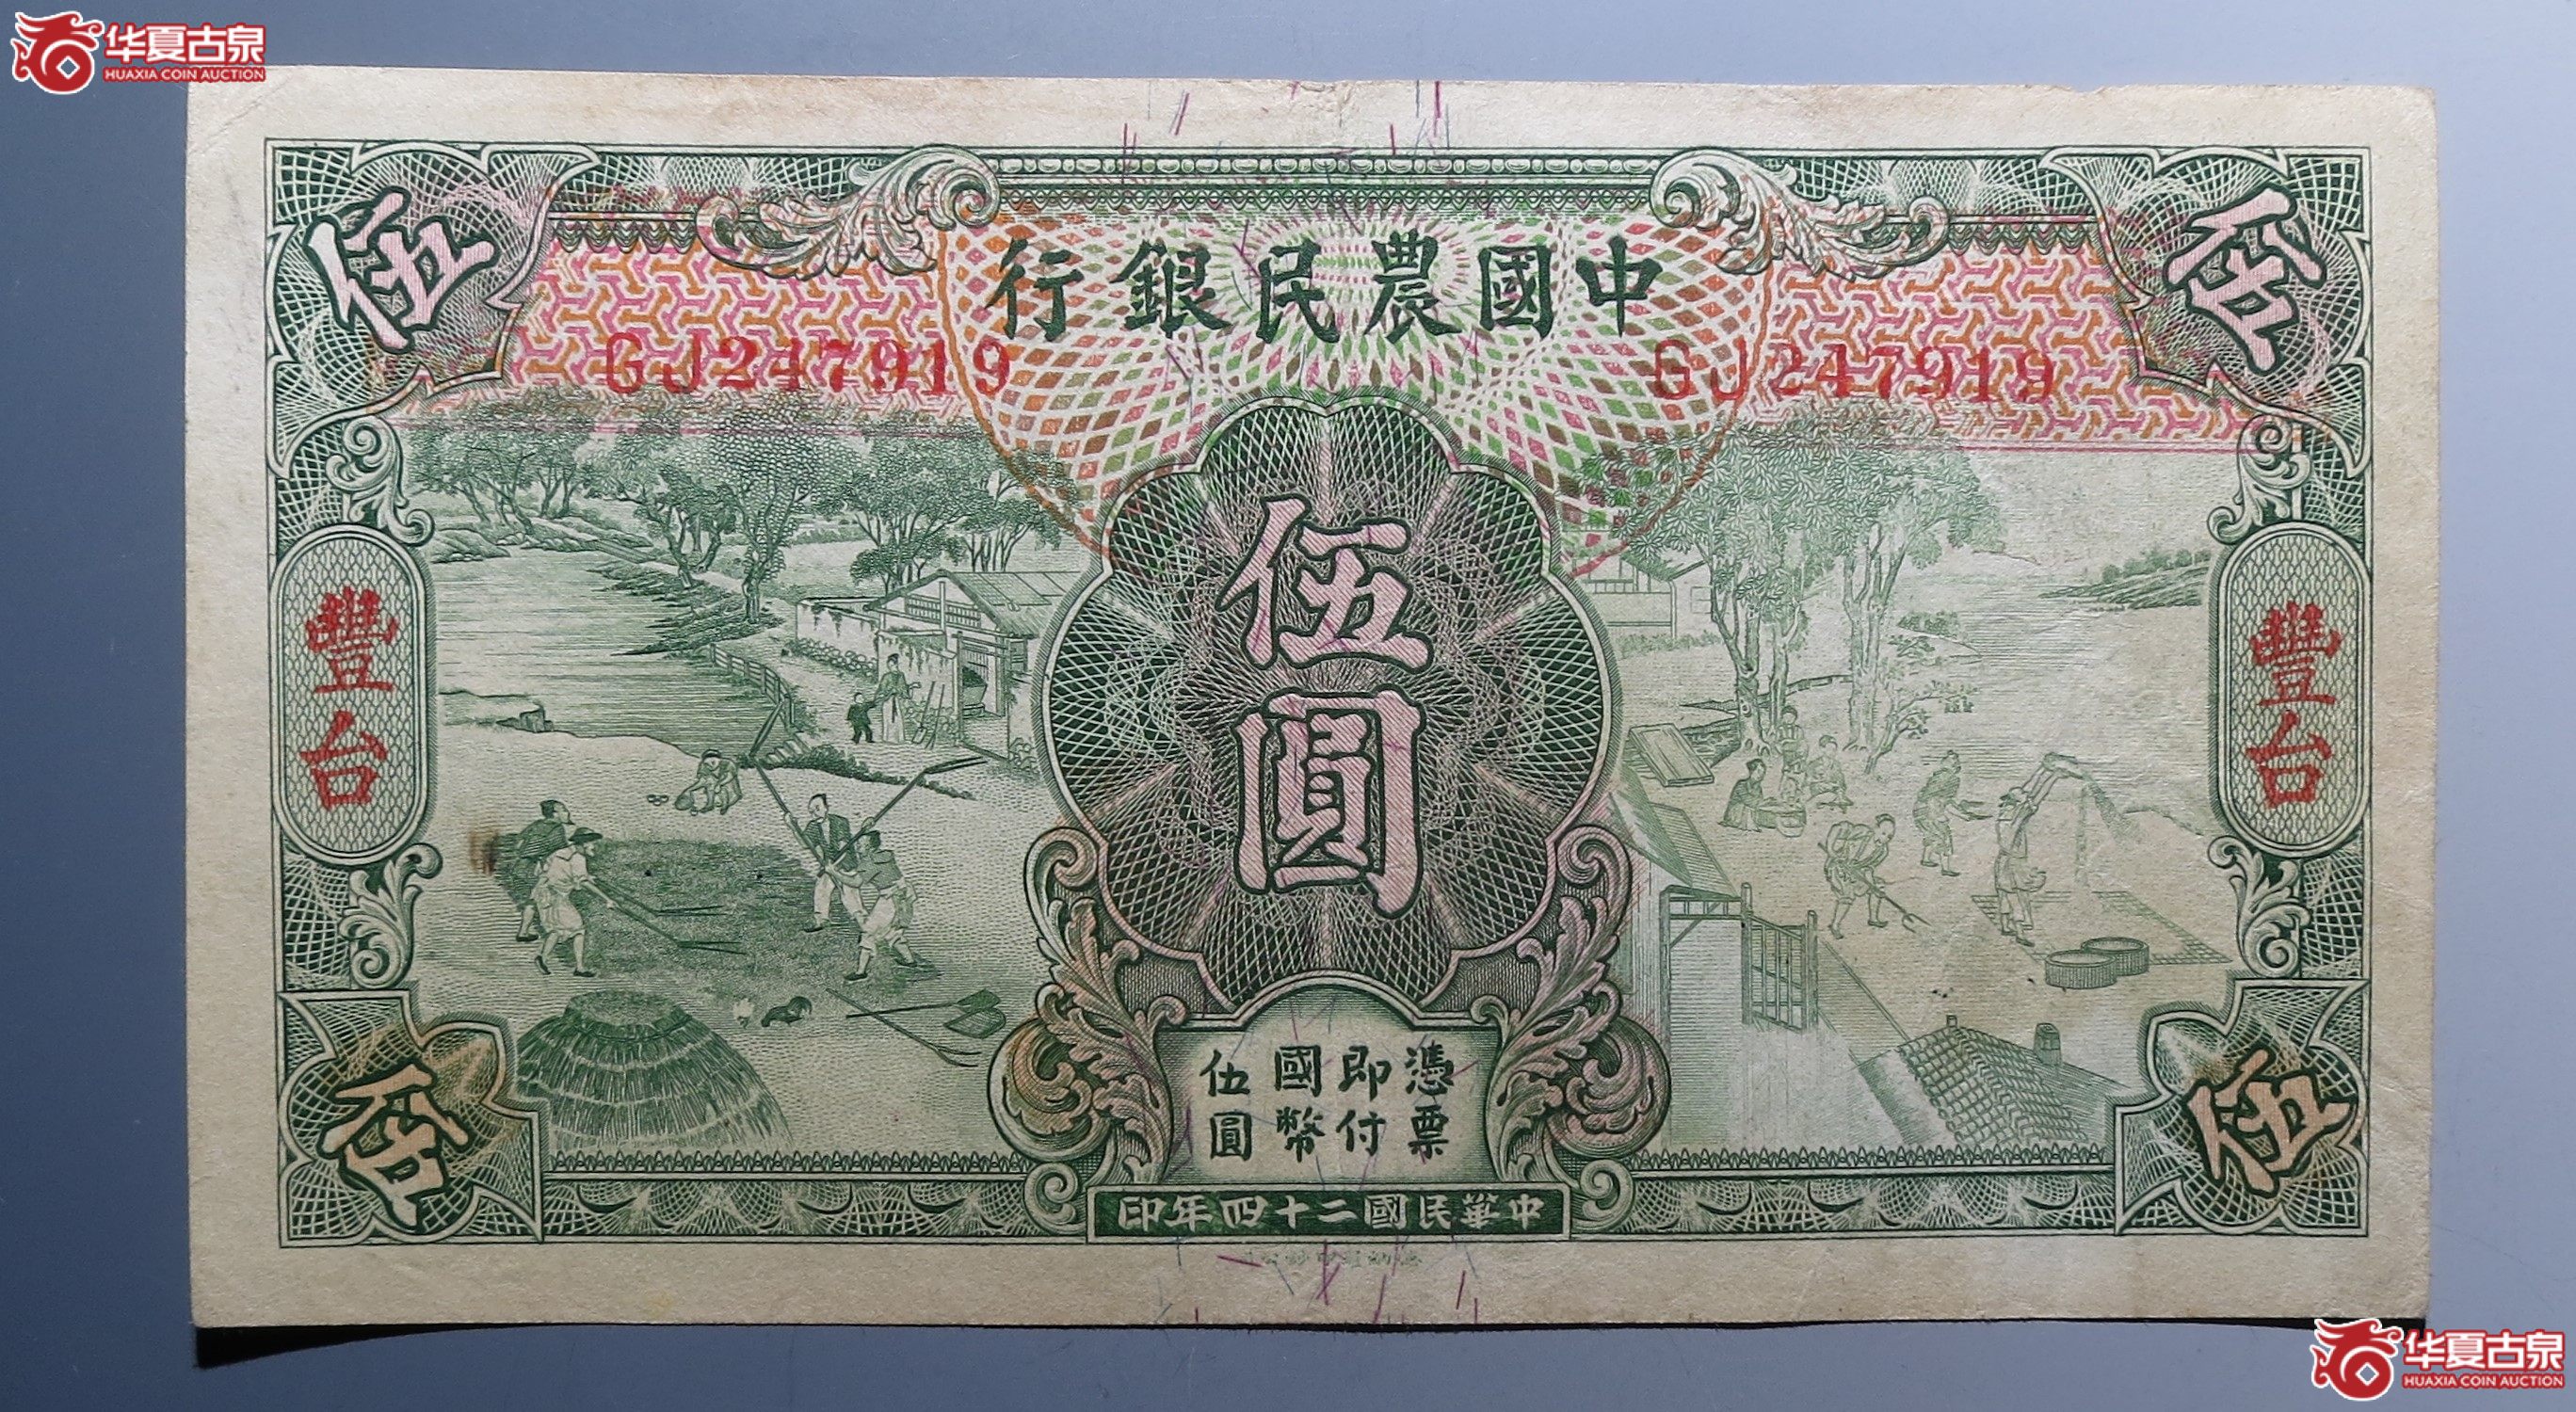 华夏古泉
HUAXIA COIN AUCTION
伍
伍
中國農民銀行
GJ247919
GJ247919
伍圓
豐台
豐台
憑票
即付
國幣
伍圓
伍
伍
中華民國二十四年印
华夏古泉
HUAXIA COIN AUCTION